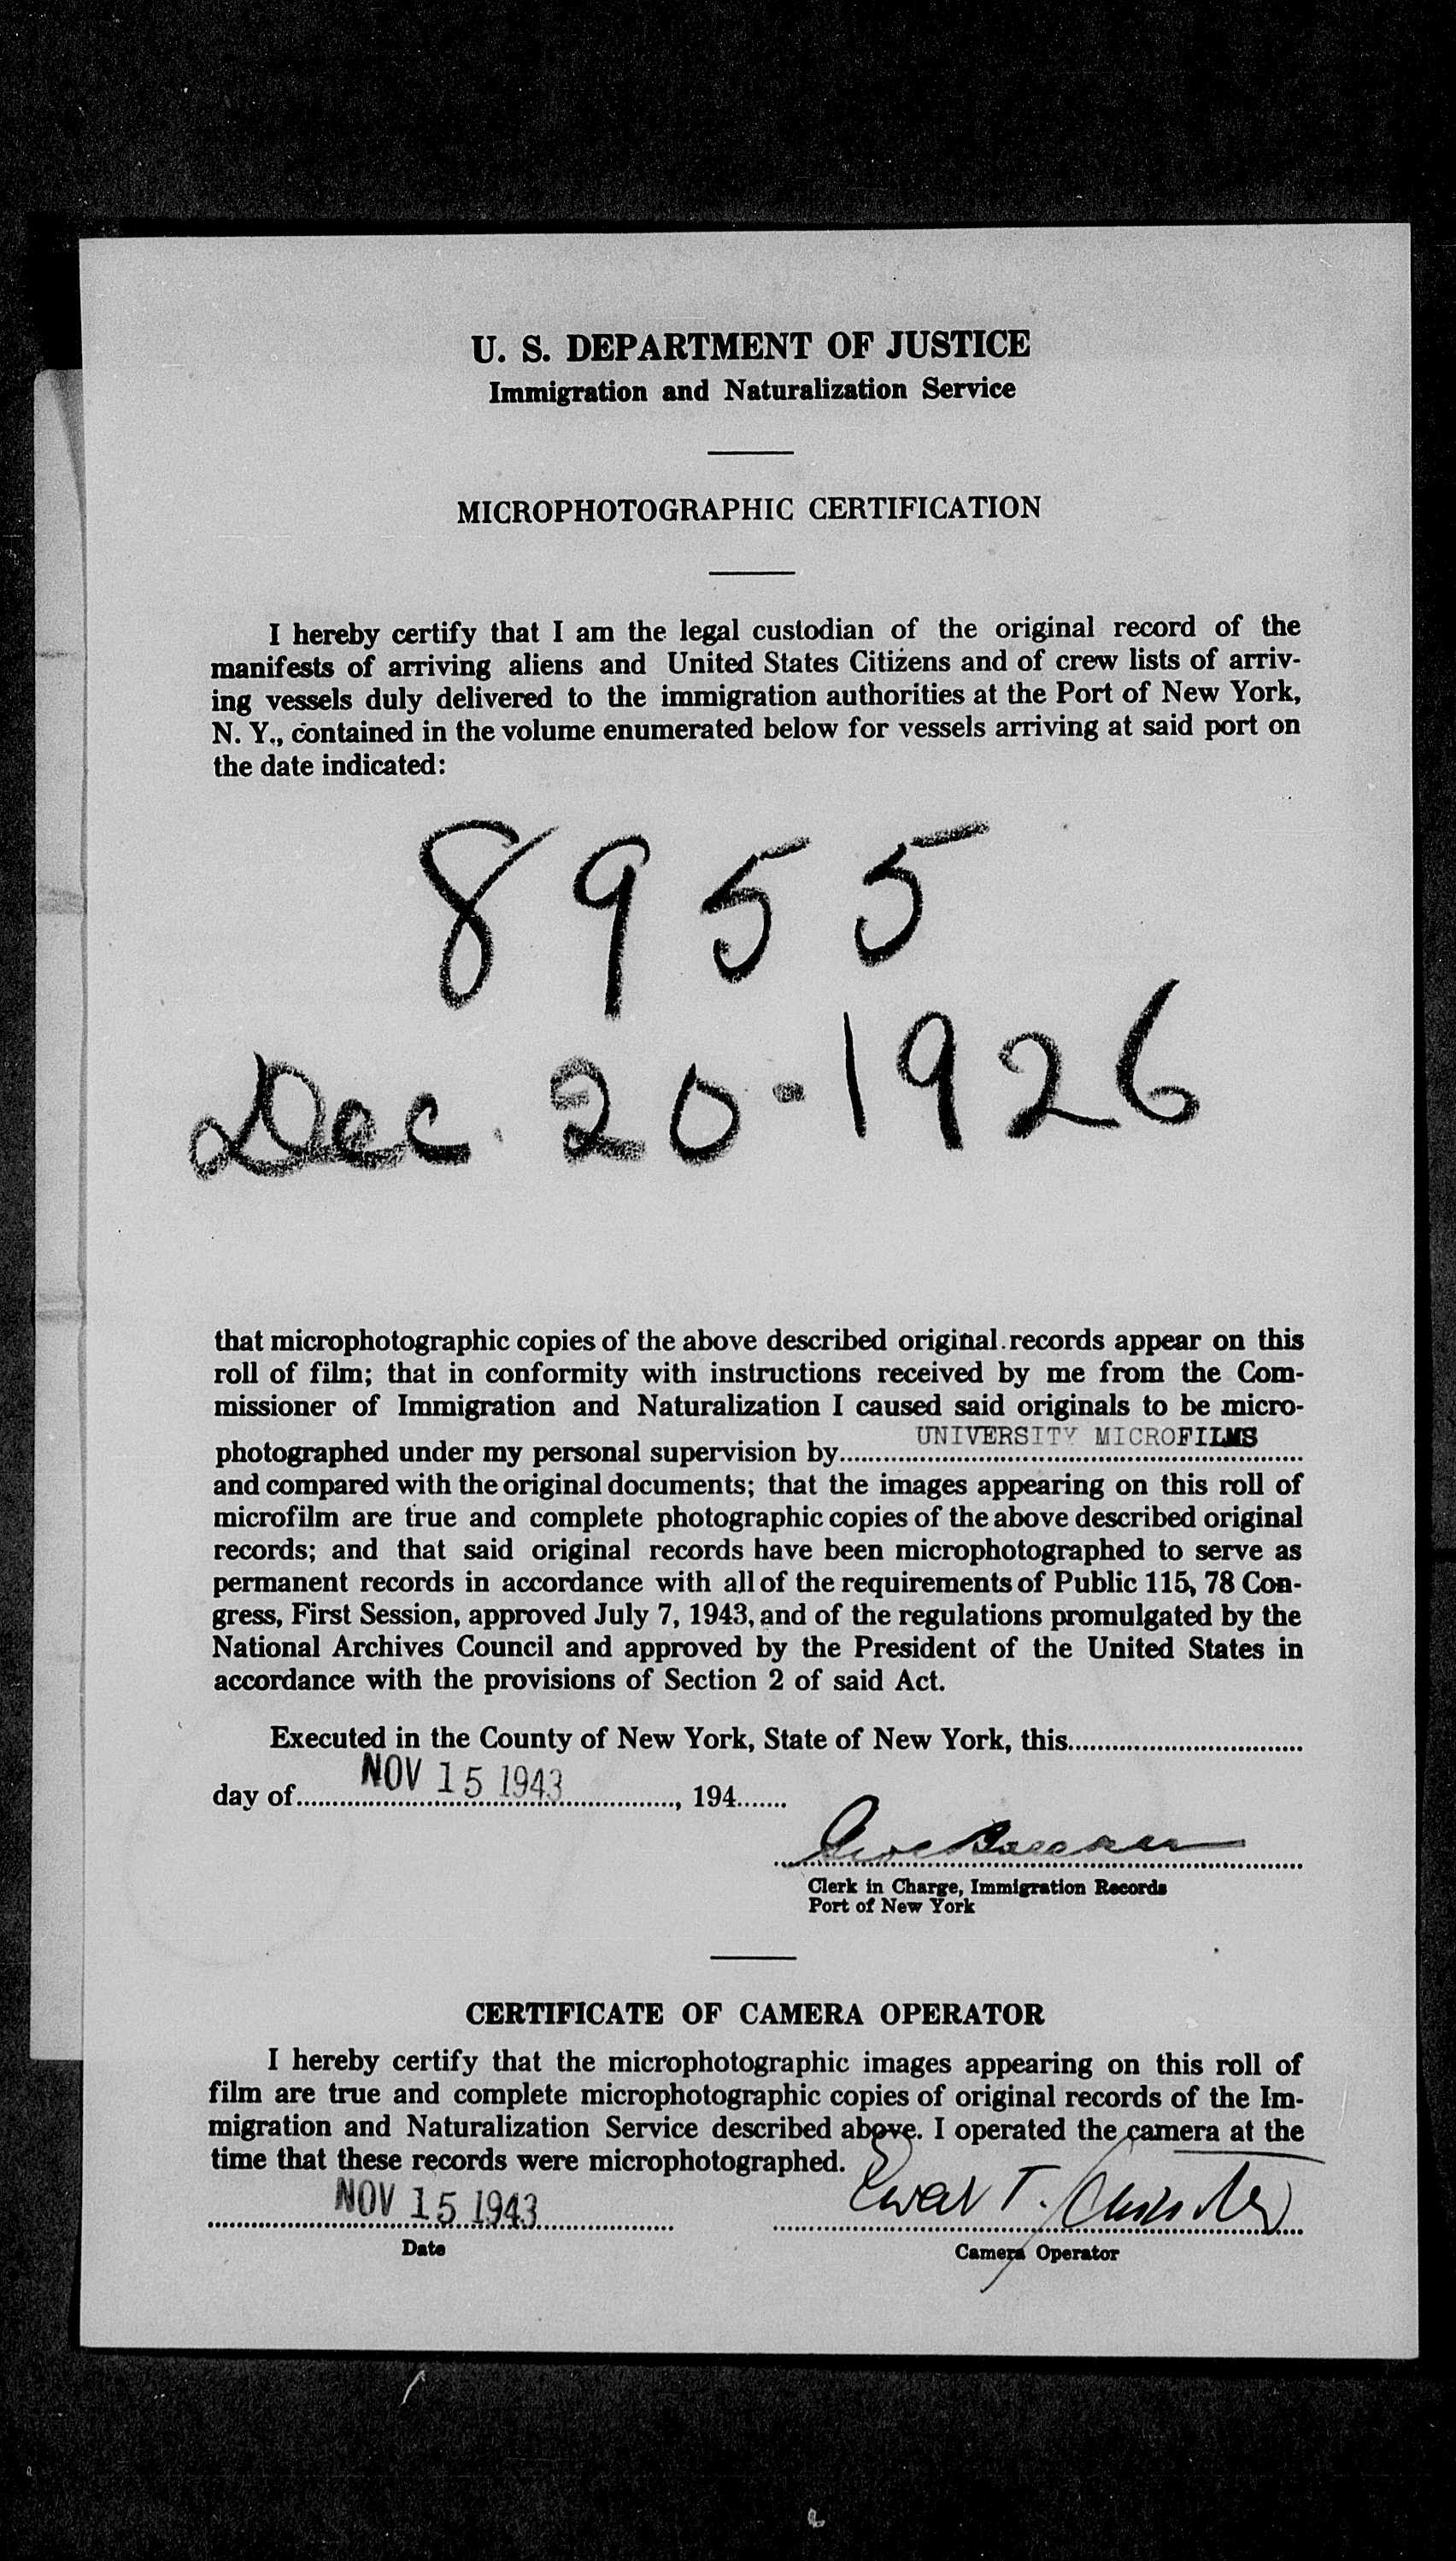 U. S. DEPARTMENT OF JUSTICE
Immigration and Naturalization Service
MICROPHOTOGRAPHIC CERTIFICATION
I hereby certify that I am the legal custodian of the original record of the
manifests of arriving aliens and United States Citizens and of crew lists of arriv-
ing vessels duly delivered to the immigration authorities at the Port of New York,
N. Y., contained in the volume enumerated below for vessels arriving at said port on
the date indicated:
8955
Dec. 20-1926
that microphotographic copies of the above described original records appear on this
roll of film; that in conformity with instructions received by me from the Com-
missioner of Immigration and Naturalization I caused said originals to be micro-
photographed under my personal supervision by UNIVERSITY MICROFILMS
and compared with the original documents; that the images appearing on this roll of
microfilm are true and complete photographic copies of the above described original
records; and that said original records have been microphotographed to serve as
permanent records in accordance with all of the requirements of Public 115, 78 Con-
gress, First Session, approved July 7, 1943, and of the regulations promulgated by the
National Archives Council and approved by the President of the United States in
accordance with the provisions of Section 2 of said Act.
Executed in the County of New York, State of New York, this
day of NOV 15 1943, 194
Clerk in Charge, Immigration Records
Port of New York
CERTIFICATE OF CAMERA OPERATOR
I hereby certify that the microphotographic images appearing on this roll of
film are true and complete microphotographic copies of original records of the Im-
migration and Naturalization Service described above. I operated the camera at the
time that these records were microphotographed.
NOV 15 1943
Date
Camera Operator